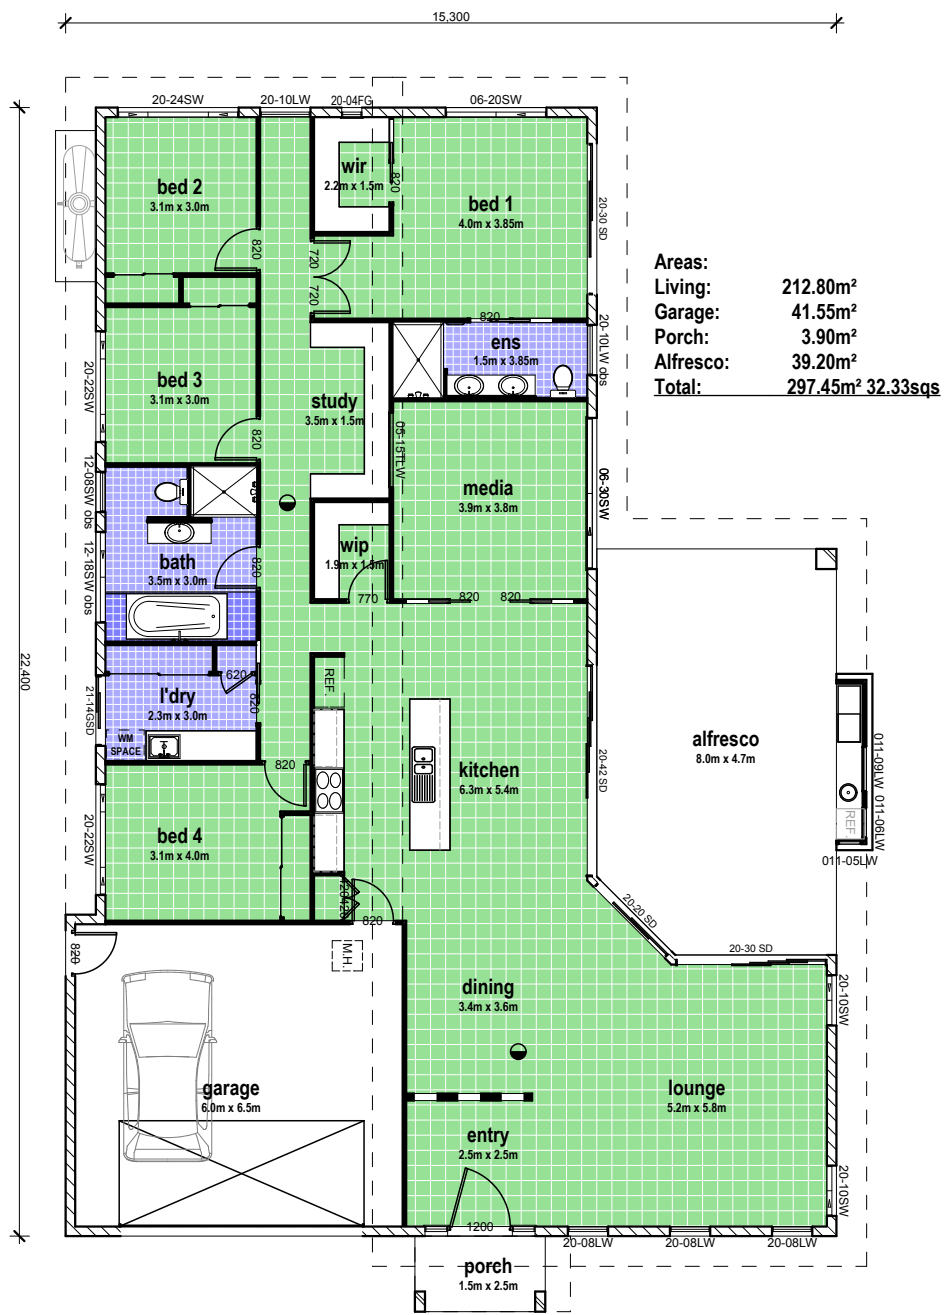 15,300
20-24SW
20-10LW
20-04FG
06-20SW
bed 2
3.1m x 3.0m
wir
2.2m x 1.5m
820
bed 1
4.0m x 3.85m
20-30 SD
820
720
720
Areas:
Living: 212.80m²
Garage: 41.55m²
Porch: 3.90m²
Alfresco: 39.20m²
Total: 297.45m² 32.33sqs
820
ens
1.5m x 3.85m
20-10LW obs
20-22SW
bed 3
3.1m x 3.0m
study
3.5m x 1.5m
820
05-15TLW
media
3.9m x 3.8m
06-30SW
12-08SW obs
12-18SW obs
bath
3.5m x 3.0m
820
wip
1.9m x 1.5m
770
820
820
22,400
21-14GSD
620
820
l'dry
2.3m x 3.0m
WM
SPACE
REF.
820
kitchen
6.3m x 5.4m
20-42 SD
alfresco
8.0m x 4.7m
011-09LW
011-06LW
REF.
011-05LW
20-22SW
bed 4
3.1m x 4.0m
420
420
820
20-20 SD
20-30 SD
820
M.H.
dining
3.4m x 3.6m
20-10SW
garage
6.0m x 6.5m
lounge
5.2m x 5.8m
entry
2.5m x 2.5m
20-10SW
1200
20-08LW
20-08LW
20-08LW
porch
1.5m x 2.5m